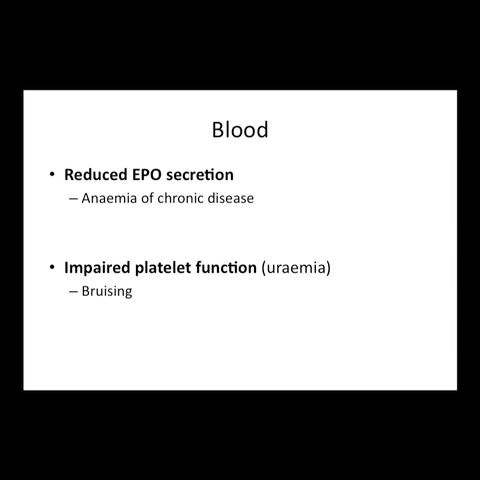 Blood
• Reduced EPO secretion
– Anaemia of chronic disease
• Impaired platelet function (uraemia)
– Bruising